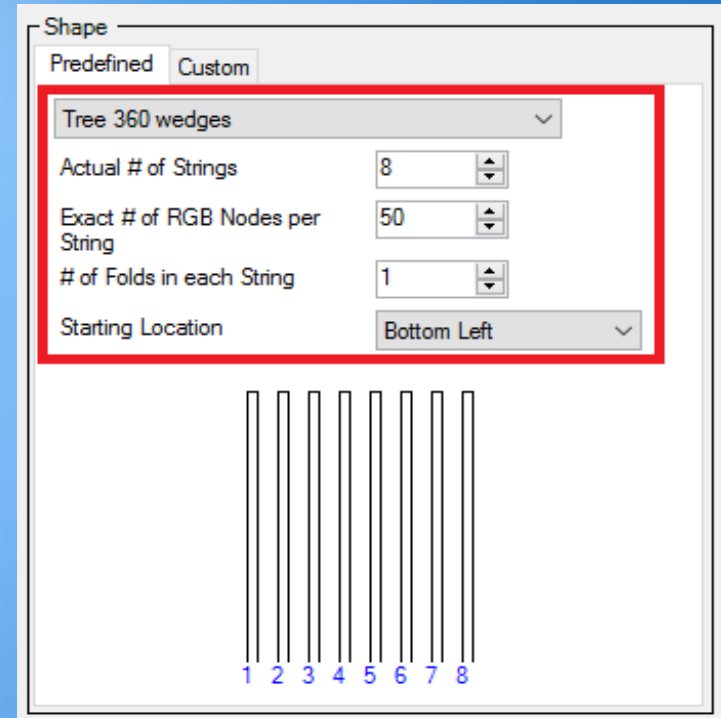 Shape
Predefined Custom
Tree 360 wedges
Actual # of Strings 8
Exact # of RGB Nodes per 50
String
# of Folds in each String 1
Starting Location Bottom Left
1 2 3 4 5 6 7 8